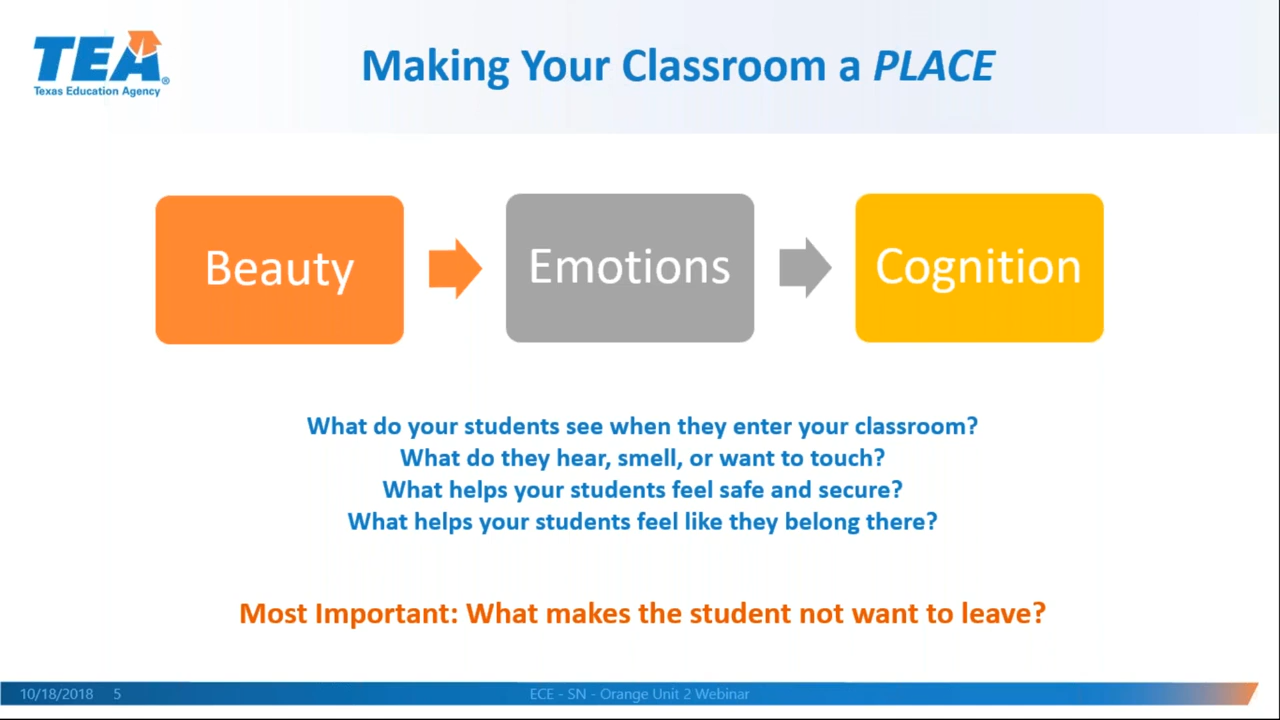 TEA®
Texas Education Agency
Making Your Classroom a PLACE
Beauty
Emotions
Cognition
What do your students see when they enter your classroom?
What do they hear, smell, or want to touch?
What helps your students feel safe and secure?
What helps your students feel like they belong there?
Most Important: What makes the student not want to leave?
10/18/2018 5 ECE - SN - Orange Unit 2 Webinar